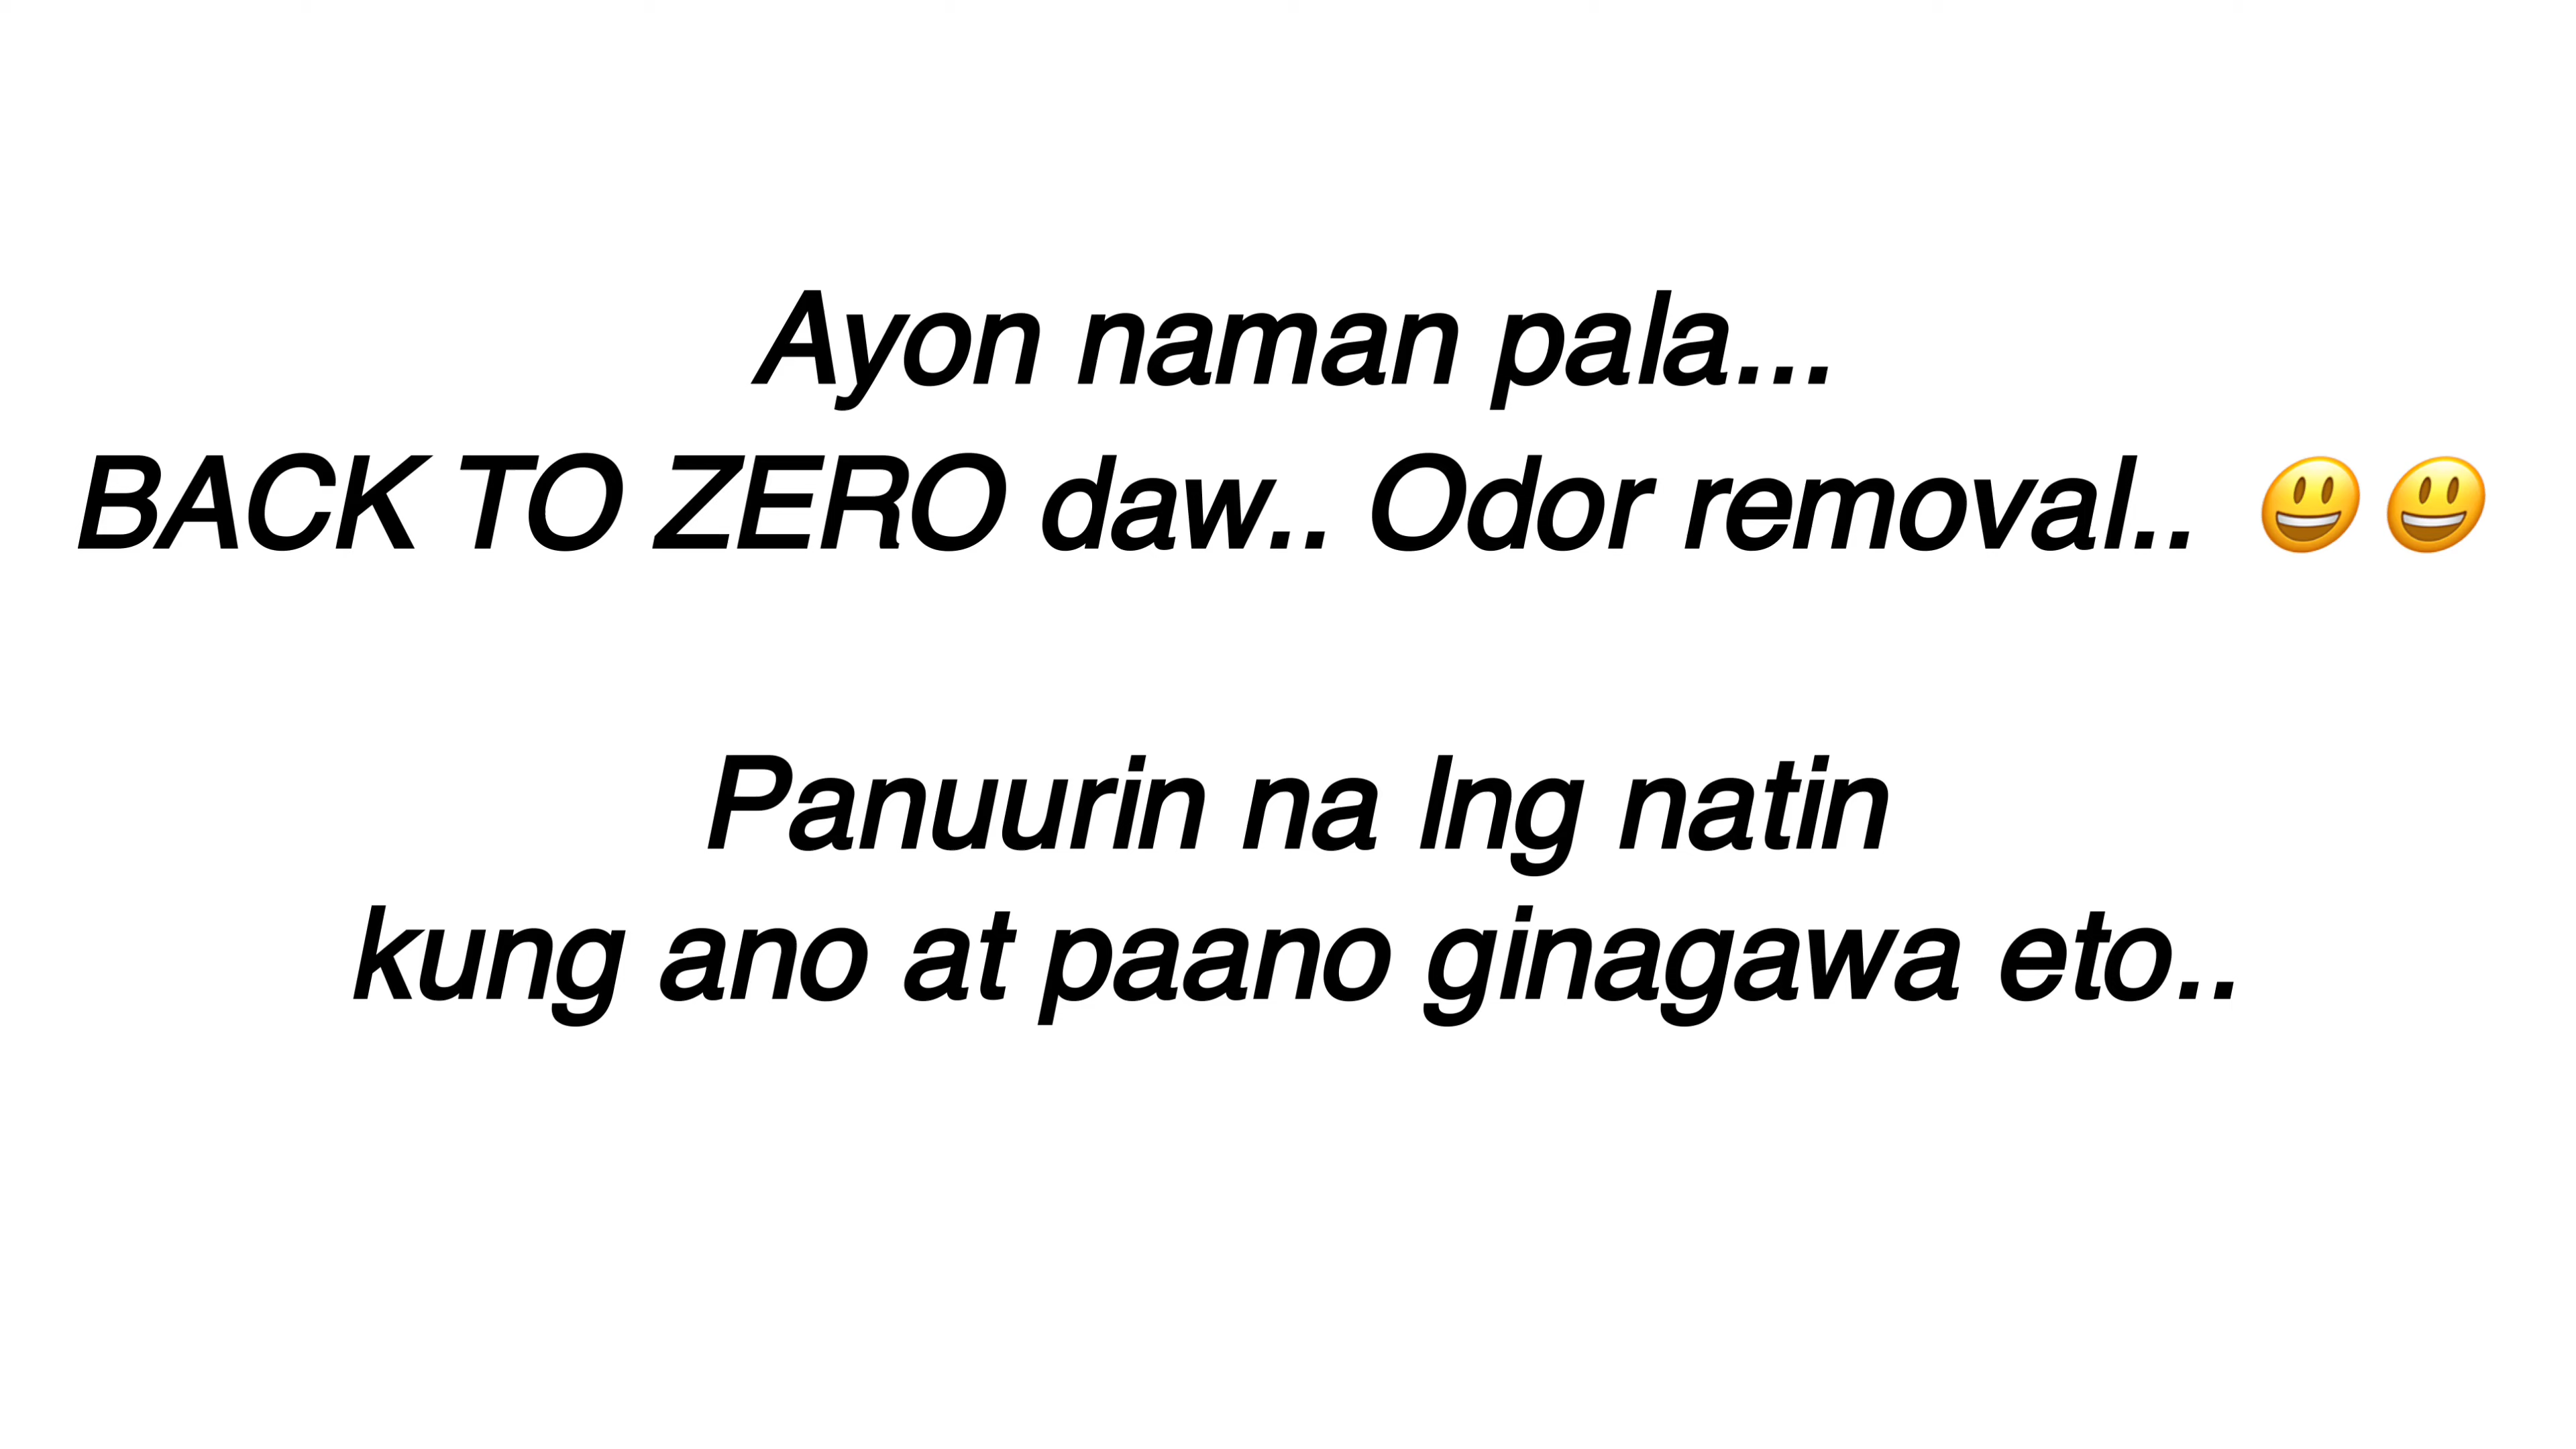 Ayon naman pala...
BACK TO ZERO daw.. Odor removal.. 😃😃
Panuurin na lng natin
kung ano at paano ginagawa eto..